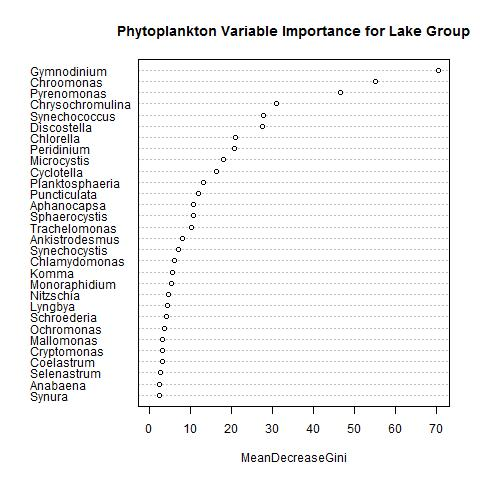 Phytoplankton Variable Importance for Lake Group
Gymnodinium
Chroomonas
Pyrenomonas
Chrysochromulina
Synechococcus
Discostella
Chlorella
Peridinium
Microcystis
Cyclotella
Planktosphaeria
Puncticulata
Aphanocapsa
Sphaerocystis
Trachelomonas
Ankistrodesmus
Synechocystis
Chlamydomonas
Komma
Monoraphidium
Nitzschia
Lyngbya
Schroederia
Ochromonas
Mallomonas
Cryptomonas
Coelastrum
Selenastrum
Anabaena
Synura
0 10 20 30 40 50 60 70
MeanDecreaseGini